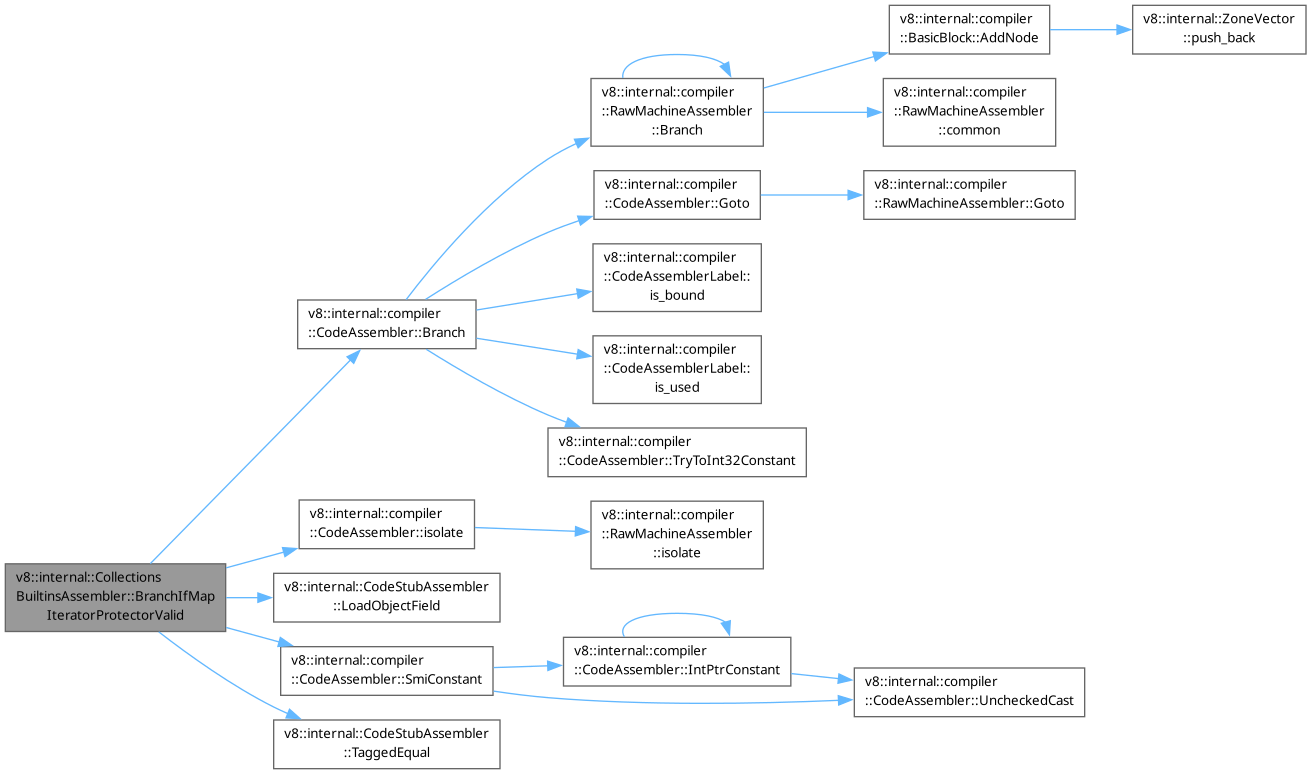 v8::internal::Collections
BuiltinsAssembler::BranchIfMap
IteratorProtectorValid
v8::internal::compiler
::CodeAssembler::Branch
v8::internal::compiler
::RawMachineAssembler
::Branch
v8::internal::compiler
::BasicBlock::AddNode
v8::internal::ZoneVector
::push_back
v8::internal::compiler
::RawMachineAssembler
::common
v8::internal::compiler
::CodeAssembler::Goto
v8::internal::compiler
::RawMachineAssembler::Goto
v8::internal::compiler
::CodeAssemblerLabel::
is_bound
v8::internal::compiler
::CodeAssemblerLabel::
is_used
v8::internal::compiler
::CodeAssembler::TryToInt32Constant
v8::internal::compiler
::CodeAssembler::isolate
v8::internal::compiler
::RawMachineAssembler
::isolate
v8::internal::CodeStubAssembler
::LoadObjectField
v8::internal::compiler
::CodeAssembler::SmiConstant
v8::internal::compiler
::CodeAssembler::IntPtrConstant
v8::internal::compiler
::CodeAssembler::UncheckedCast
v8::internal::CodeStubAssembler
::TaggedEqual